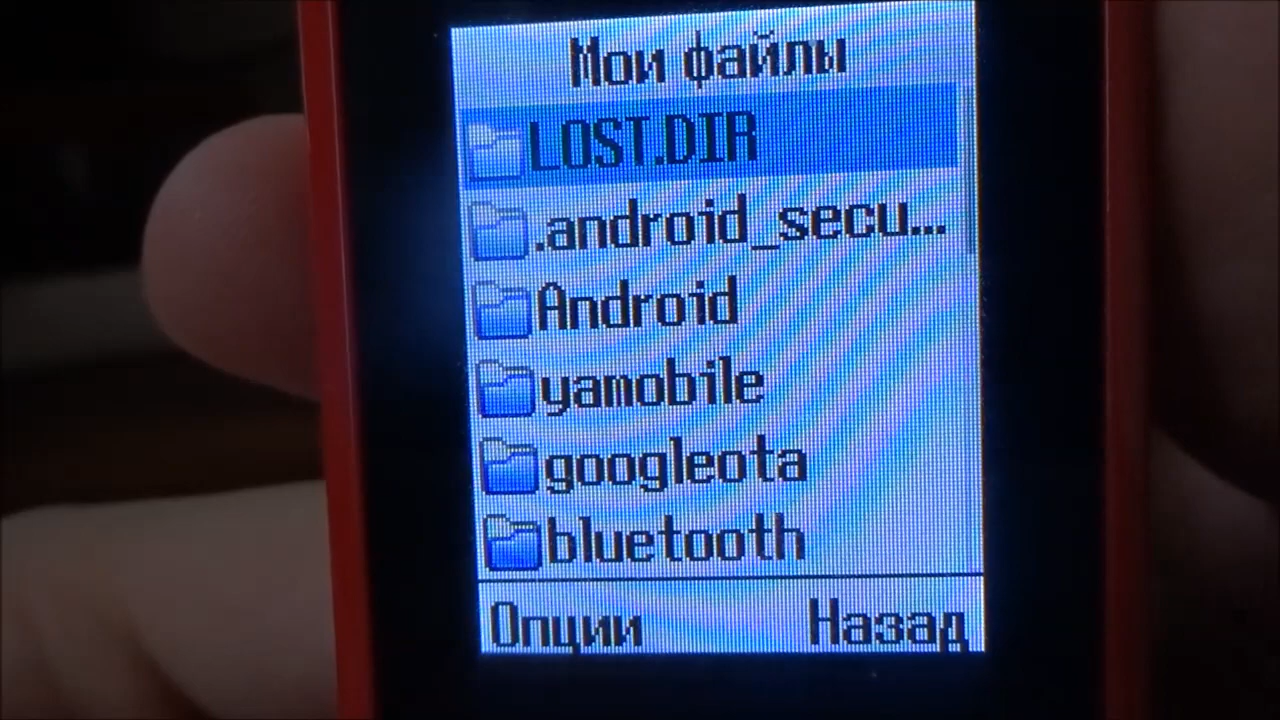 Мои файлы
LOST.DIR
.android_secu...
Android
yamobile
googleota
bluetooth
Опции Назад